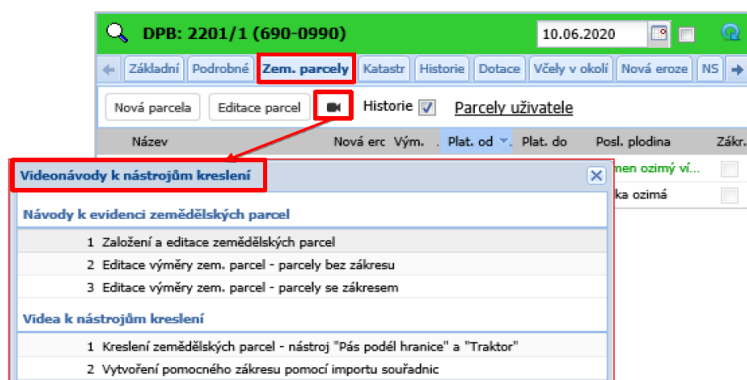 DPB: 2201/1 (690-0990) 10.06.2020
Základní Podrobné Zem. parcely Katastr Historie Dotace Včely v okolí Nová eroze NS
Nová parcela Editace parcel Historie Parcely uživatele
Název Nová erc Vým. . Plat. od . Plat. do Posl. plodina Zákr.
Videonávody k nástrojům kreslení
ozimý ví...
ozimá
Návody k evidenci zemědělských parcel
1 Založení a editace zemědělských parcel
2 Editace výměry zem. parcel - parcely bez zákresu
3 Editace výměry zem. parcel - parcely se zákresem
Videa k nástrojům kreslení
1 Kreslení zemědělských parcel - nástroj "Pás podél hranice" a "Traktor"
2 Vytvoření pomocného zákresu pomocí importu souřadnic